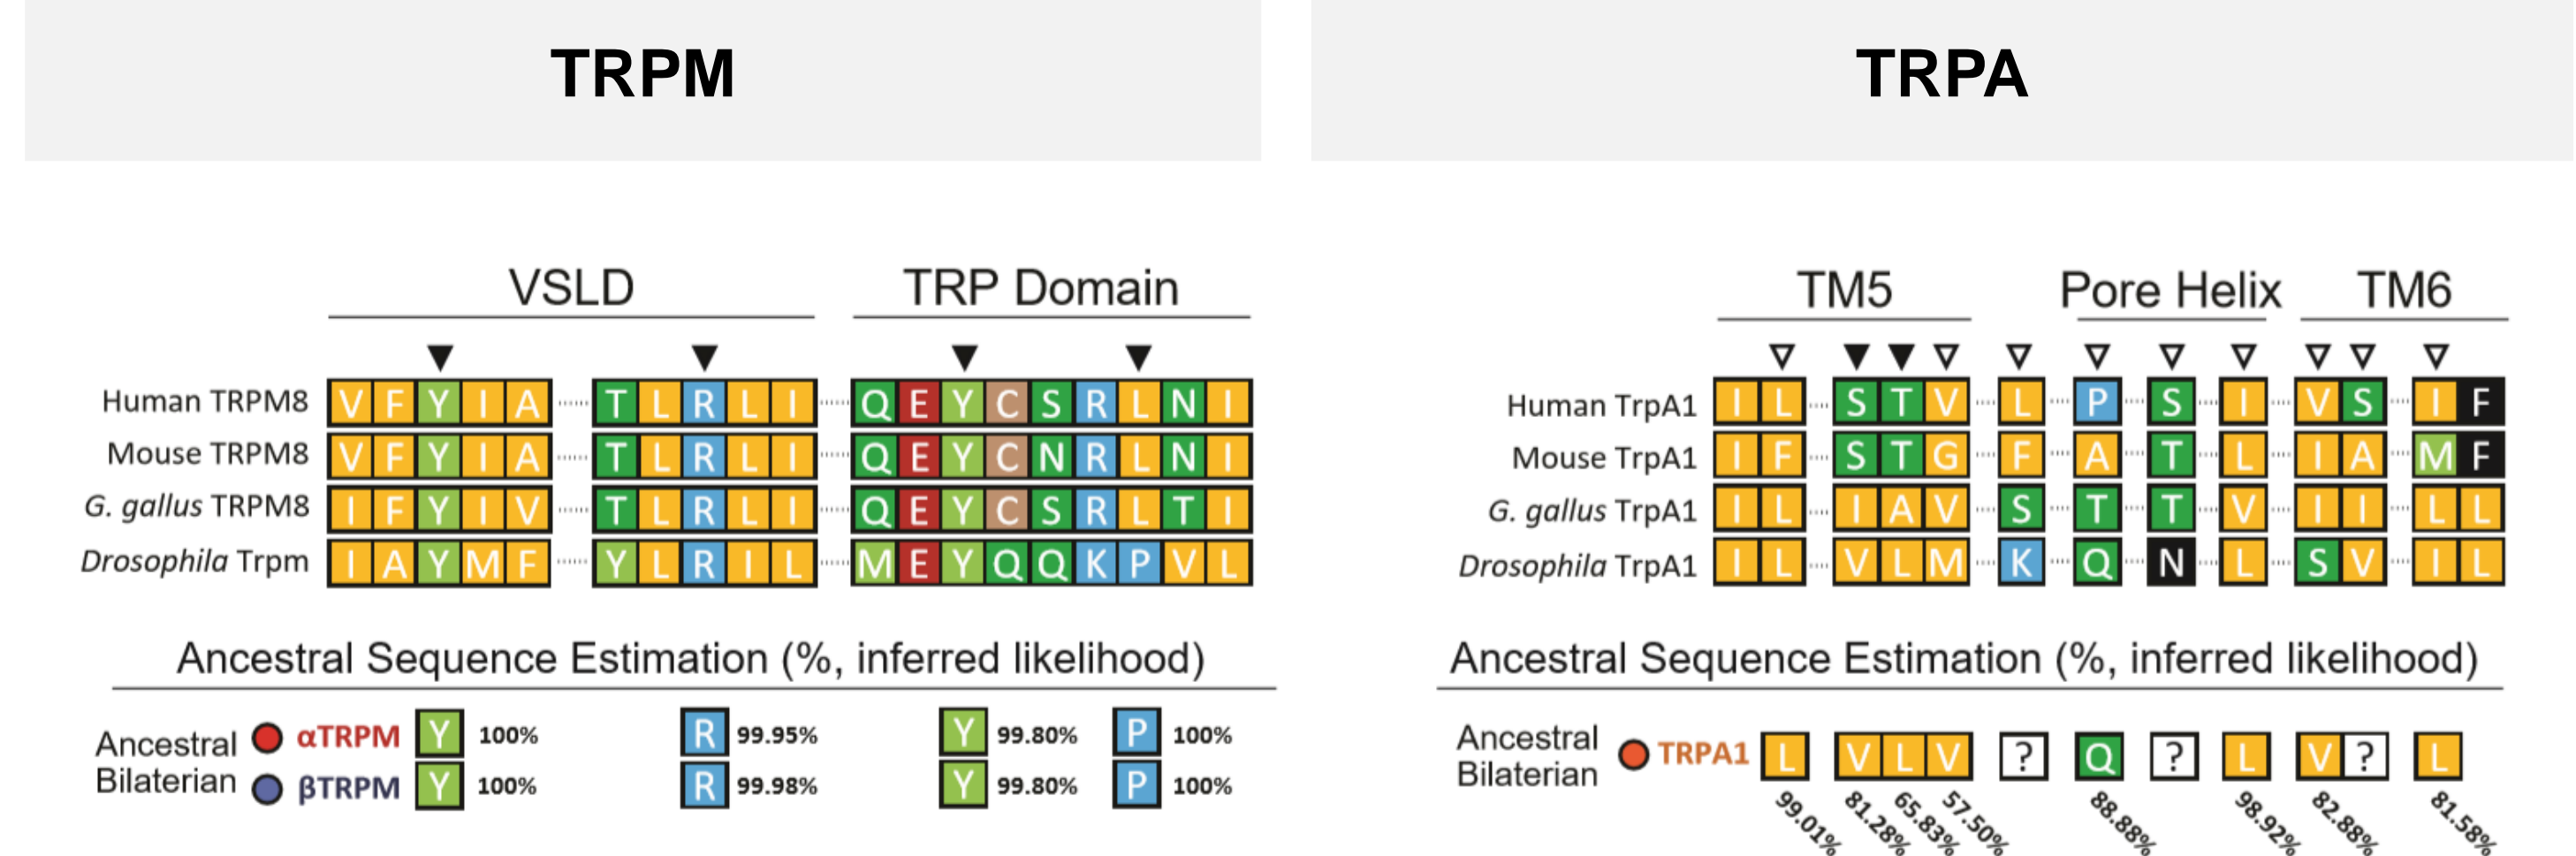 TRPM
VSLD TRP Domain
Human TRPM8 V F Y I A T L R L I Q E Y C S R L N I
Mouse TRPM8 V F Y I A T L R L I Q E Y C N R L N I
G. gallus TRPM8 I F Y I V T L R L I Q E Y C S R L T I
Drosophila Trpm I A Y M F Y L R I L M E Y Q Q K P V L
Ancestral Sequence Estimation (%, inferred likelihood)
Ancestral Bilaterian
αTRPM Y 100% R 99.95% Y 99.80% P 100%
βTRPM Y 100% R 99.98% Y 99.80% P 100%
TRPA
TM5 Pore Helix TM6
Human TrpA1 I L S T V L P S I V S I F
Mouse TrpA1 I F S T G F A T L I A M F
G. gallus TrpA1 I L I A V S T T V I I L L
Drosophila TrpA1 I L V L M K Q N L S V I L
Ancestral Sequence Estimation (%, inferred likelihood)
Ancestral Bilaterian
TRPA1 L V L V ? Q ? L V ? L
99.01% 81.28% 65.83% 57.50% 88.88% 98.92% 82.88% 81.58%